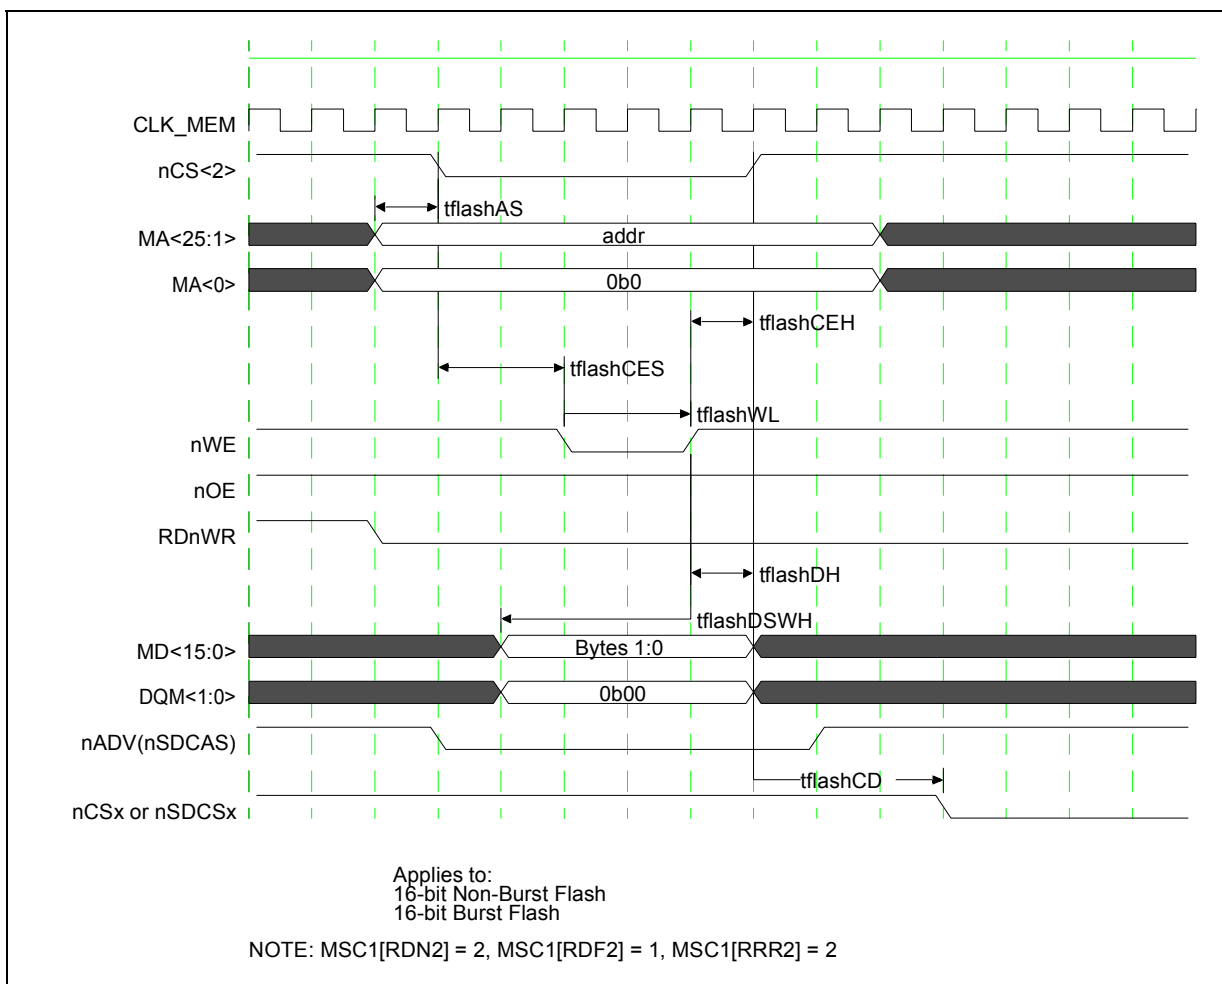 CLK_MEM
nCS<2>
tflashAS
MA<25:1>
addr
MA<0>
0b0
tflashCEH
tflashCES
tflashWL
nWE
nOE
RDnWR
tflashDH
tflashDSWH
MD<15:0>
Bytes 1:0
DQM<1:0>
0b00
nADV(nSDCAS)
tflashCD
nCSx or nSDCSx
Applies to:
16-bit Non-Burst Flash
16-bit Burst Flash
NOTE: MSC1[RDN2] = 2, MSC1[RDF2] = 1, MSC1[RRR2] = 2